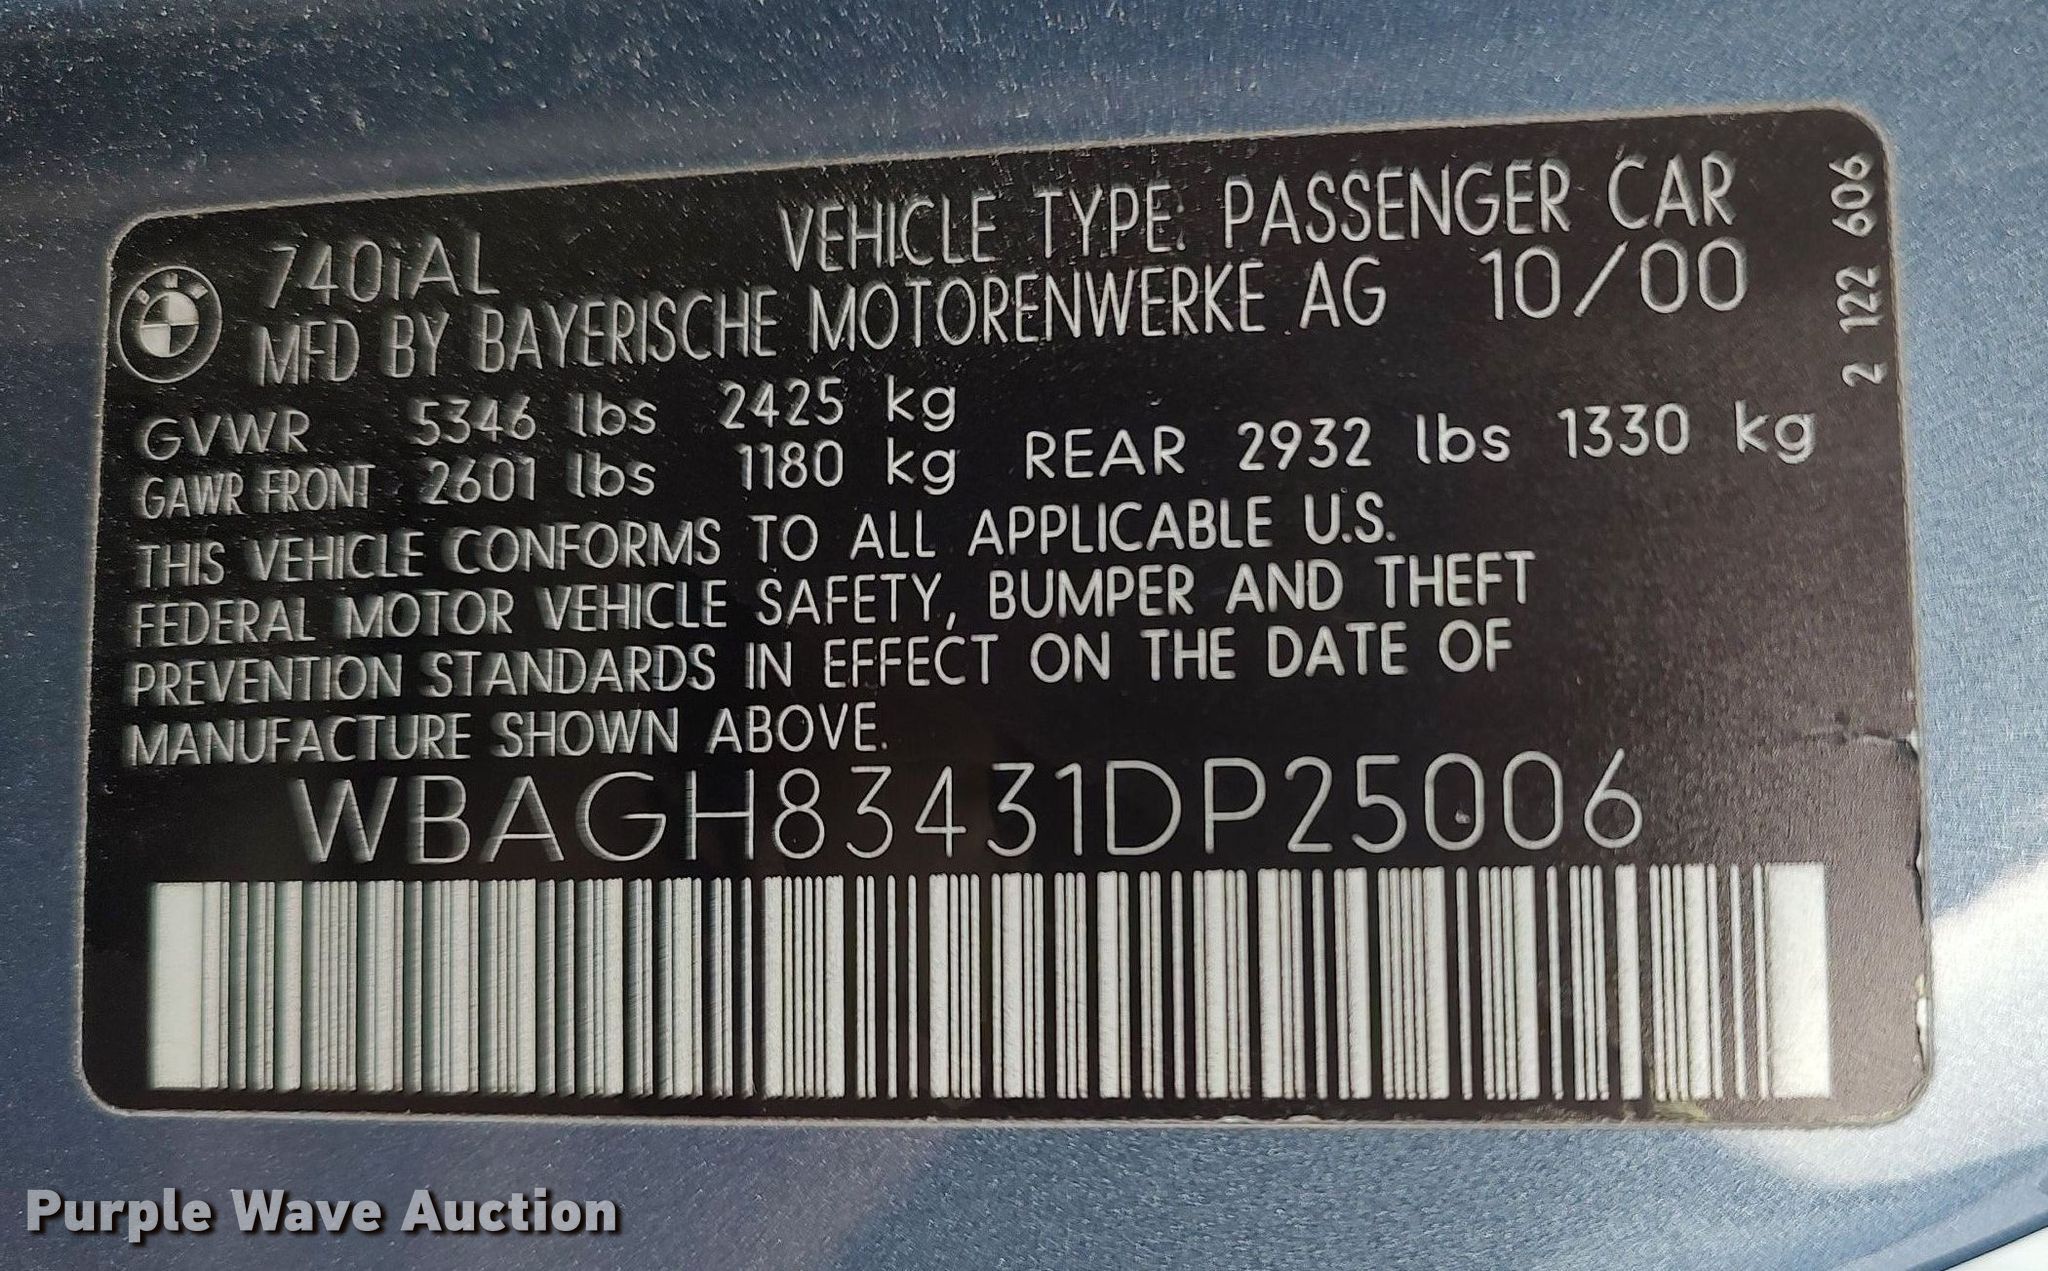 740iAL VEHICLE TYPE: PASSENGER CAR
MFD BY BAYERISCHE MOTORENWERKE AG 10/00
GVWR 5346 lbs 2425 kg
GAWR FRONT 2601 lbs 1180 kg REAR 2932 lbs 1330 kg
THIS VEHICLE CONFORMS TO ALL APPLICABLE U.S.
FEDERAL MOTOR VEHICLE SAFETY, BUMPER AND THEFT
PREVENTION STANDARDS IN EFFECT ON THE DATE OF
MANUFACTURE SHOWN ABOVE.
WBAGH83431DP25006
2 122 606
Purple Wave Auction